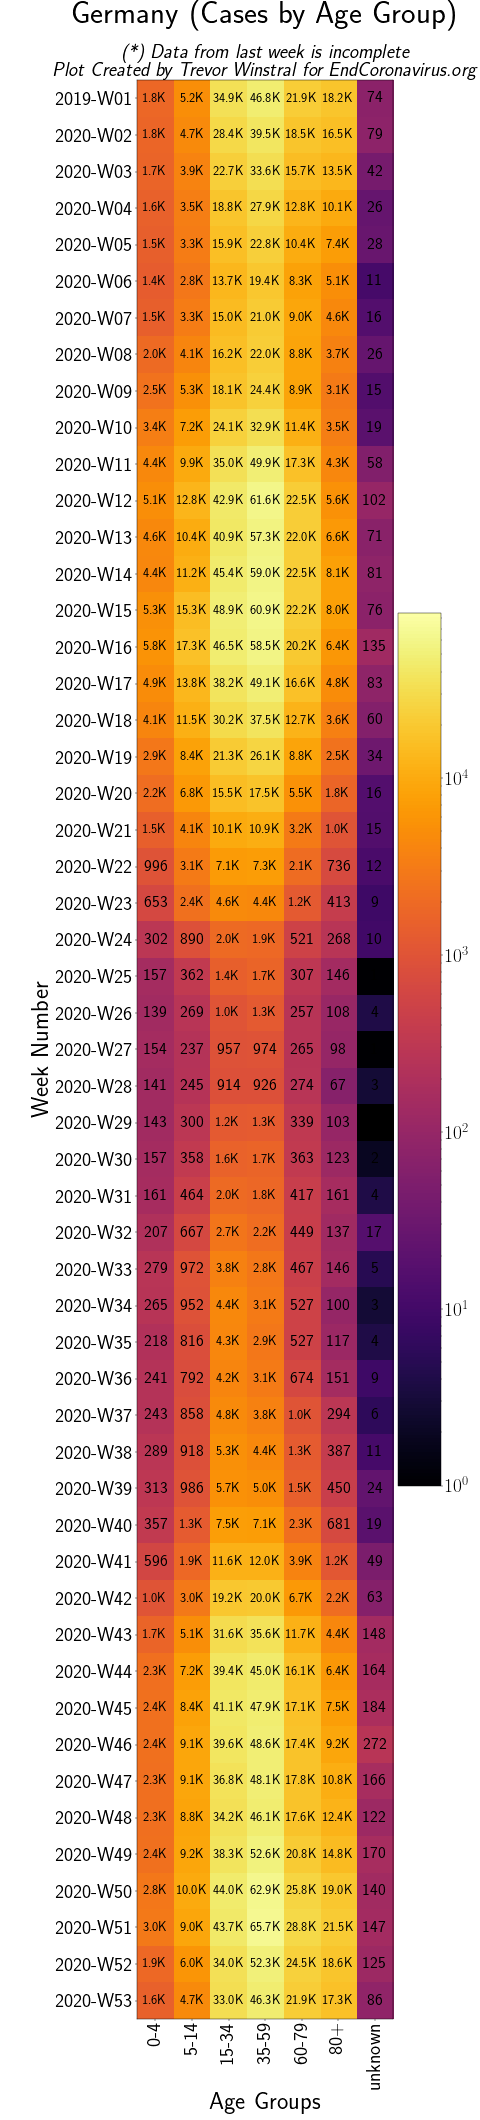 Germany (Cases by Age Group)
(*) Data from last week is incomplete
Plot Created by Trevor Winstral for EndCoronavirus.org
2019-W01 1.8K 5.2K 34.9K 46.8K 21.9K 18.2K 74
2020-W02 1.8K 4.7K 28.4K 39.5K 18.5K 16.5K 79
2020-W03 1.7K 3.9K 22.7K 33.6K 15.7K 13.5K 42
2020-W04 1.6K 3.5K 18.8K 27.9K 12.8K 10.1K 26
2020-W05 1.5K 3.3K 15.9K 22.8K 10.4K 7.4K 28
2020-W06 1.4K 2.8K 13.7K 19.4K 8.3K 5.1K 11
2020-W07 1.5K 3.3K 15.0K 21.0K 9.0K 4.6K 16
2020-W08 2.0K 4.1K 16.2K 22.0K 8.8K 3.7K 26
2020-W09 2.5K 5.3K 18.1K 24.4K 8.9K 3.1K 15
2020-W10 3.4K 7.2K 24.1K 32.9K 11.4K 3.5K 19
2020-W11 4.4K 9.9K 35.0K 49.9K 17.3K 4.3K 58
2020-W12 5.1K 12.8K 42.9K 61.6K 22.5K 5.6K 102
2020-W13 4.6K 10.4K 40.9K 57.3K 22.0K 6.6K 71
2020-W14 4.4K 11.2K 45.4K 59.0K 22.5K 8.1K 81
2020-W15 5.3K 15.3K 48.9K 60.9K 22.2K 8.0K 76
2020-W16 5.8K 17.3K 46.5K 58.5K 20.2K 6.4K 135
2020-W17 4.9K 13.8K 38.2K 49.1K 16.6K 4.8K 83
2020-W18 4.1K 11.5K 30.2K 37.5K 12.7K 3.6K 60
2020-W19 2.9K 8.4K 21.3K 26.1K 8.8K 2.5K 34
2020-W20 2.2K 6.8K 15.5K 17.5K 5.5K 1.8K 16
2020-W21 1.5K 4.1K 10.1K 10.9K 3.2K 1.0K 15
2020-W22 996 3.1K 7.1K 7.3K 2.1K 736 12
2020-W23 653 2.4K 4.6K 4.4K 1.2K 413 9
2020-W24 302 890 2.0K 1.9K 521 268 10
2020-W25 157 362 1.4K 1.7K 307 146
2020-W26 139 269 1.0K 1.3K 257 108 4
2020-W27 154 237 957 974 265 98
2020-W28 141 245 914 926 274 67 3
2020-W29 143 300 1.2K 1.3K 339 103
2020-W30 157 358 1.6K 1.7K 363 123 2
2020-W31 161 464 2.0K 1.8K 417 161 4
2020-W32 207 667 2.7K 2.2K 449 137 17
2020-W33 279 972 3.8K 2.8K 467 146 5
2020-W34 265 952 4.4K 3.1K 527 100 3
2020-W35 218 816 4.3K 2.9K 527 117 4
2020-W36 241 792 4.2K 3.1K 674 151 9
2020-W37 243 858 4.8K 3.8K 1.0K 294 6
2020-W38 289 918 5.3K 4.4K 1.3K 387 11
2020-W39 313 986 5.7K 5.0K 1.5K 450 24
2020-W40 357 1.3K 7.5K 7.1K 2.3K 681 19
2020-W41 596 1.9K 11.6K 12.0K 3.9K 1.2K 49
2020-W42 1.0K 3.0K 19.2K 20.0K 6.7K 2.2K 63
2020-W43 1.7K 5.1K 31.6K 35.6K 11.7K 4.4K 148
2020-W44 2.3K 7.2K 39.4K 45.0K 16.1K 6.4K 164
2020-W45 2.4K 8.4K 41.1K 47.9K 17.1K 7.5K 184
2020-W46 2.4K 9.1K 39.6K 48.6K 17.4K 9.2K 272
2020-W47 2.3K 9.1K 36.8K 48.1K 17.8K 10.8K 166
2020-W48 2.3K 8.8K 34.2K 46.1K 17.6K 12.4K 122
2020-W49 2.4K 9.2K 38.3K 52.6K 20.8K 14.8K 170
2020-W50 2.8K 10.0K 44.0K 62.9K 25.8K 19.0K 140
2020-W51 3.0K 9.0K 43.7K 65.7K 28.8K 21.5K 147
2020-W52 1.9K 6.0K 34.0K 52.3K 24.5K 18.6K 125
2020-W53 1.6K 4.7K 33.0K 46.3K 21.9K 17.3K 86
0-4 5-14 15-34 35-59 60-79 80+ unknown
Age Groups
Week Number
10⁴
10³
10²
10¹
10⁰